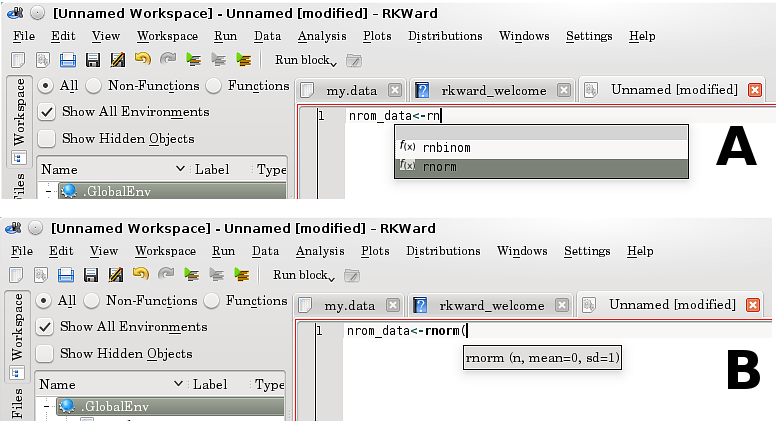 [Unnamed Workspace] - Unnamed [modified] - RKWard
File Edit View Workspace Run Data Analysis Plots Distributions Windows Settings Help
Run block
All Non-Functions Functions
my.data rkward_welcome Unnamed [modified]
Show All Environments
1 nrom_data<-rn
Workspace
Show Hidden Objects
f(x) rnbinom
A
Name Label Type
f(x) rnorm
Files
.GlobalEnv
[Unnamed Workspace] - Unnamed [modified] - RKWard
File Edit View Workspace Run Data Analysis Plots Distributions Windows Settings Help
Run block
All Non-Functions Functions
my.data rkward_welcome Unnamed [modified]
Show All Environments
1 nrom_data<-rnorm(
Workspace
Show Hidden Objects
rnorm (n, mean=0, sd=1)
B
Name Label Type
Files
.GlobalEnv